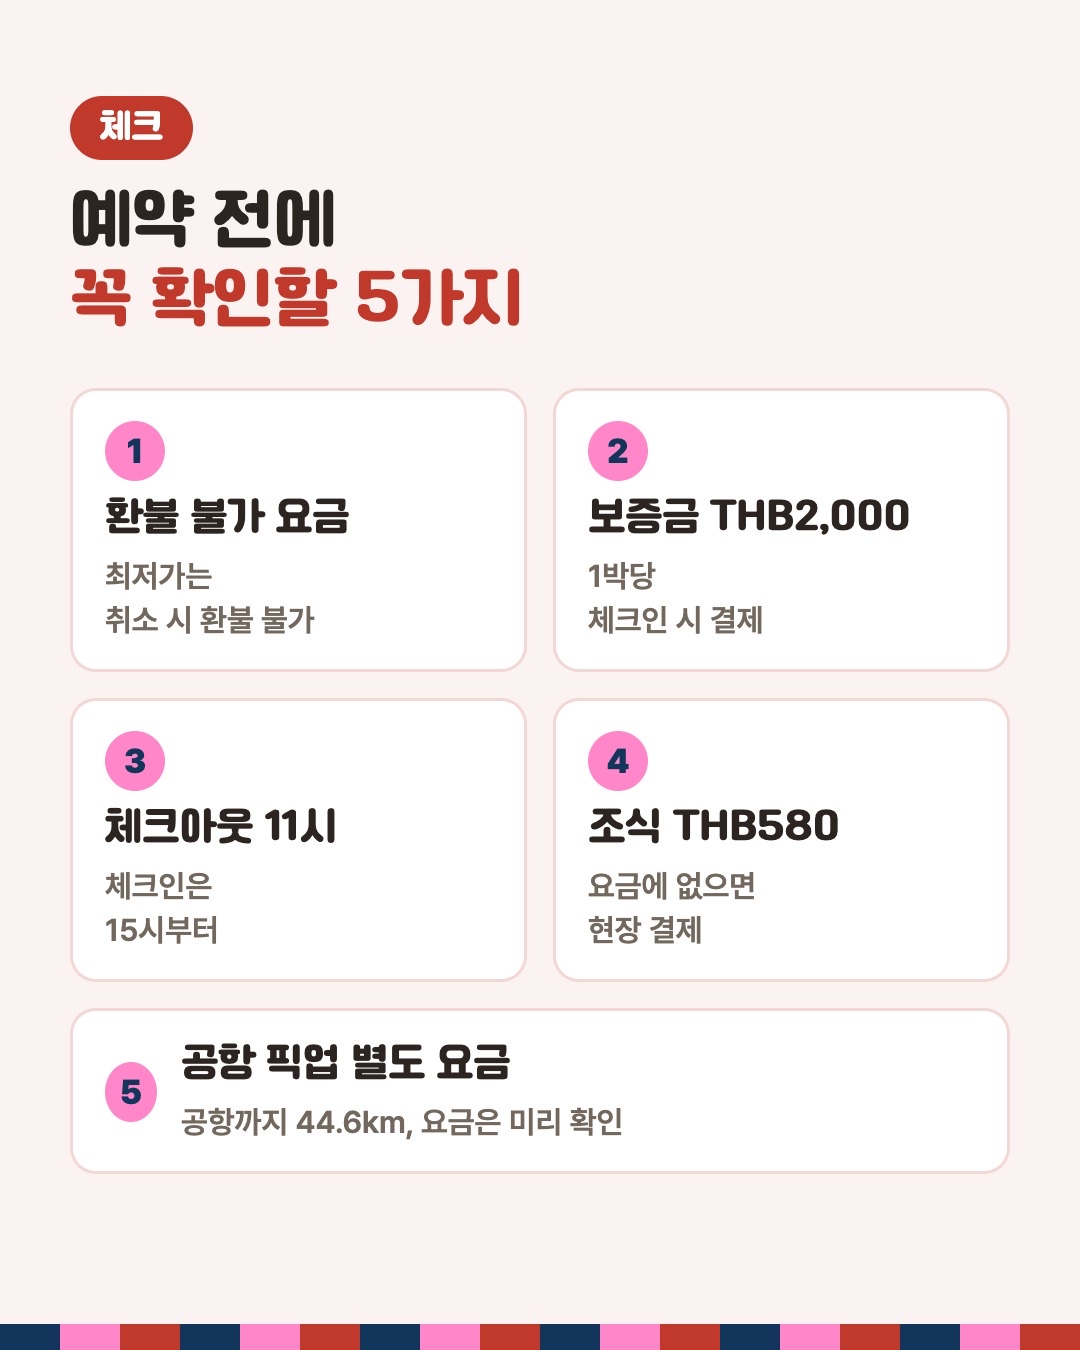 체크
예약 전에
꼭 확인할 5가지
1
환불 불가 요금
최저가는
취소 시 환불 불가
2
보증금 THB2,000
1박당
체크인 시 결제
3
체크아웃 11시
체크인은
15시부터
4
조식 THB580
요금에 없으면
현장 결제
5
공항 픽업 별도 요금
공항까지 44.6km, 요금은 미리 확인